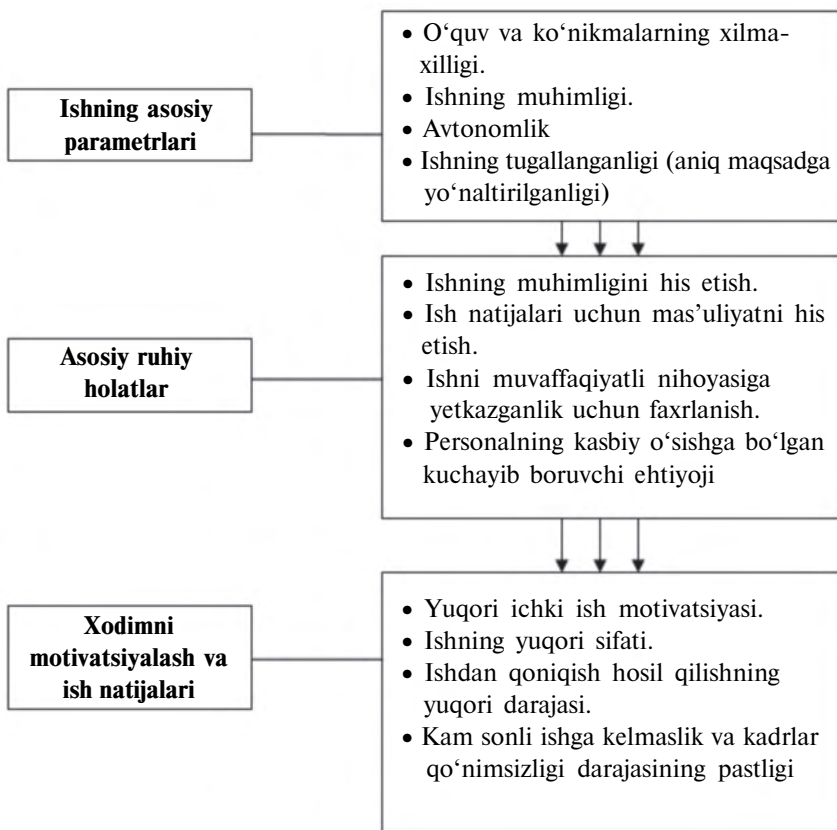 Ishning asosiy
parametrlari
• O‘quv va ko‘nikmalarning xilma-
xilligi.
• Ishning muhimligi.
• Avtonomlik
• Ishning tugallanganligi (aniq maqsadga
yo‘naltirilganligi)
Asosiy ruhiy
holatlar
• Ishning muhimligini his etish.
• Ish natijalari uchun mas’uliyatni his
etish.
• Ishni muvaffaqiyatli nihoyasiga
yetkazganlik uchun faxrlanish.
• Personalning kasbiy o‘sishga bo‘lgan
kuchayib boruvchi ehtiyoji
Xodimni
motivatsiyalash va
ish natijalari
• Yuqori ichki ish motivatsiyasi.
• Ishning yuqori sifati.
• Ishdan qoniqish hosil qilishning
yuqori darajasi.
• Kam sonli ishga kelmaslik va kadrlar
qo‘nimsizligi darajasining pastligi